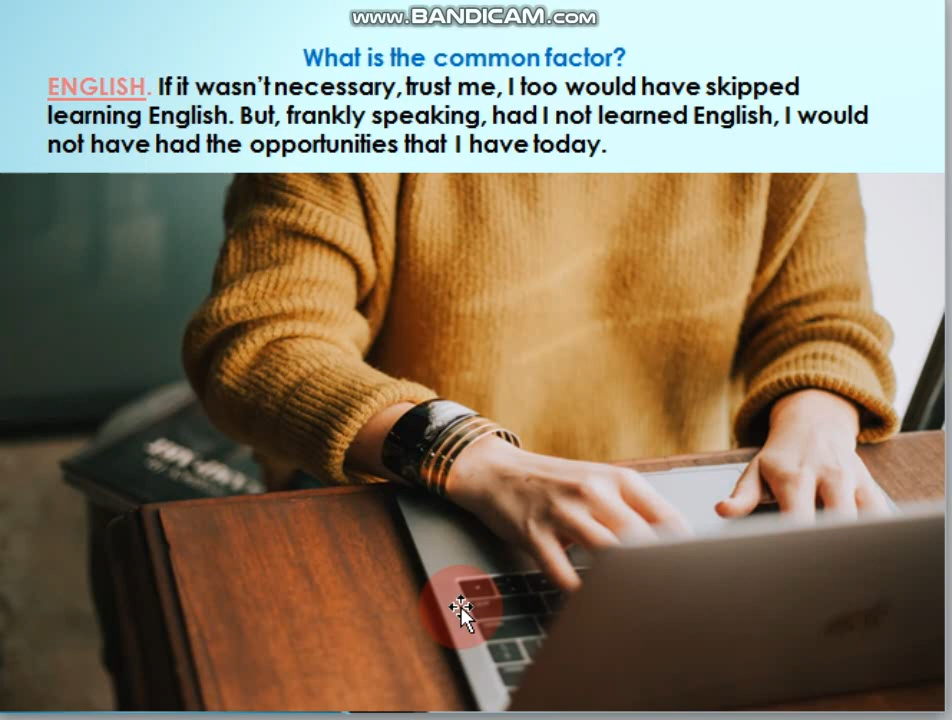 www.BANDICAM.com
What is the common factor?
ENGLISH. If it wasn't necessary, trust me, I too would have skipped
learning English. But, frankly speaking, had I not learned English, I would
not have had the opportunities that I have today.